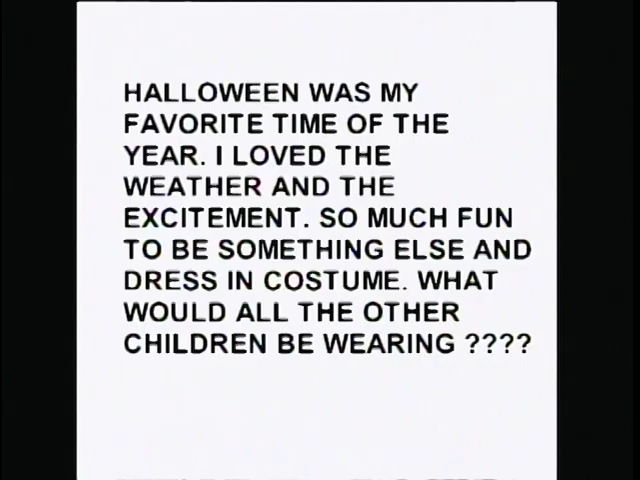 HALLOWEEN WAS MY
FAVORITE TIME OF THE
YEAR. I LOVED THE
WEATHER AND THE
EXCITEMENT. SO MUCH FUN
TO BE SOMETHING ELSE AND
DRESS IN COSTUME. WHAT
WOULD ALL THE OTHER
CHILDREN BE WEARING ????